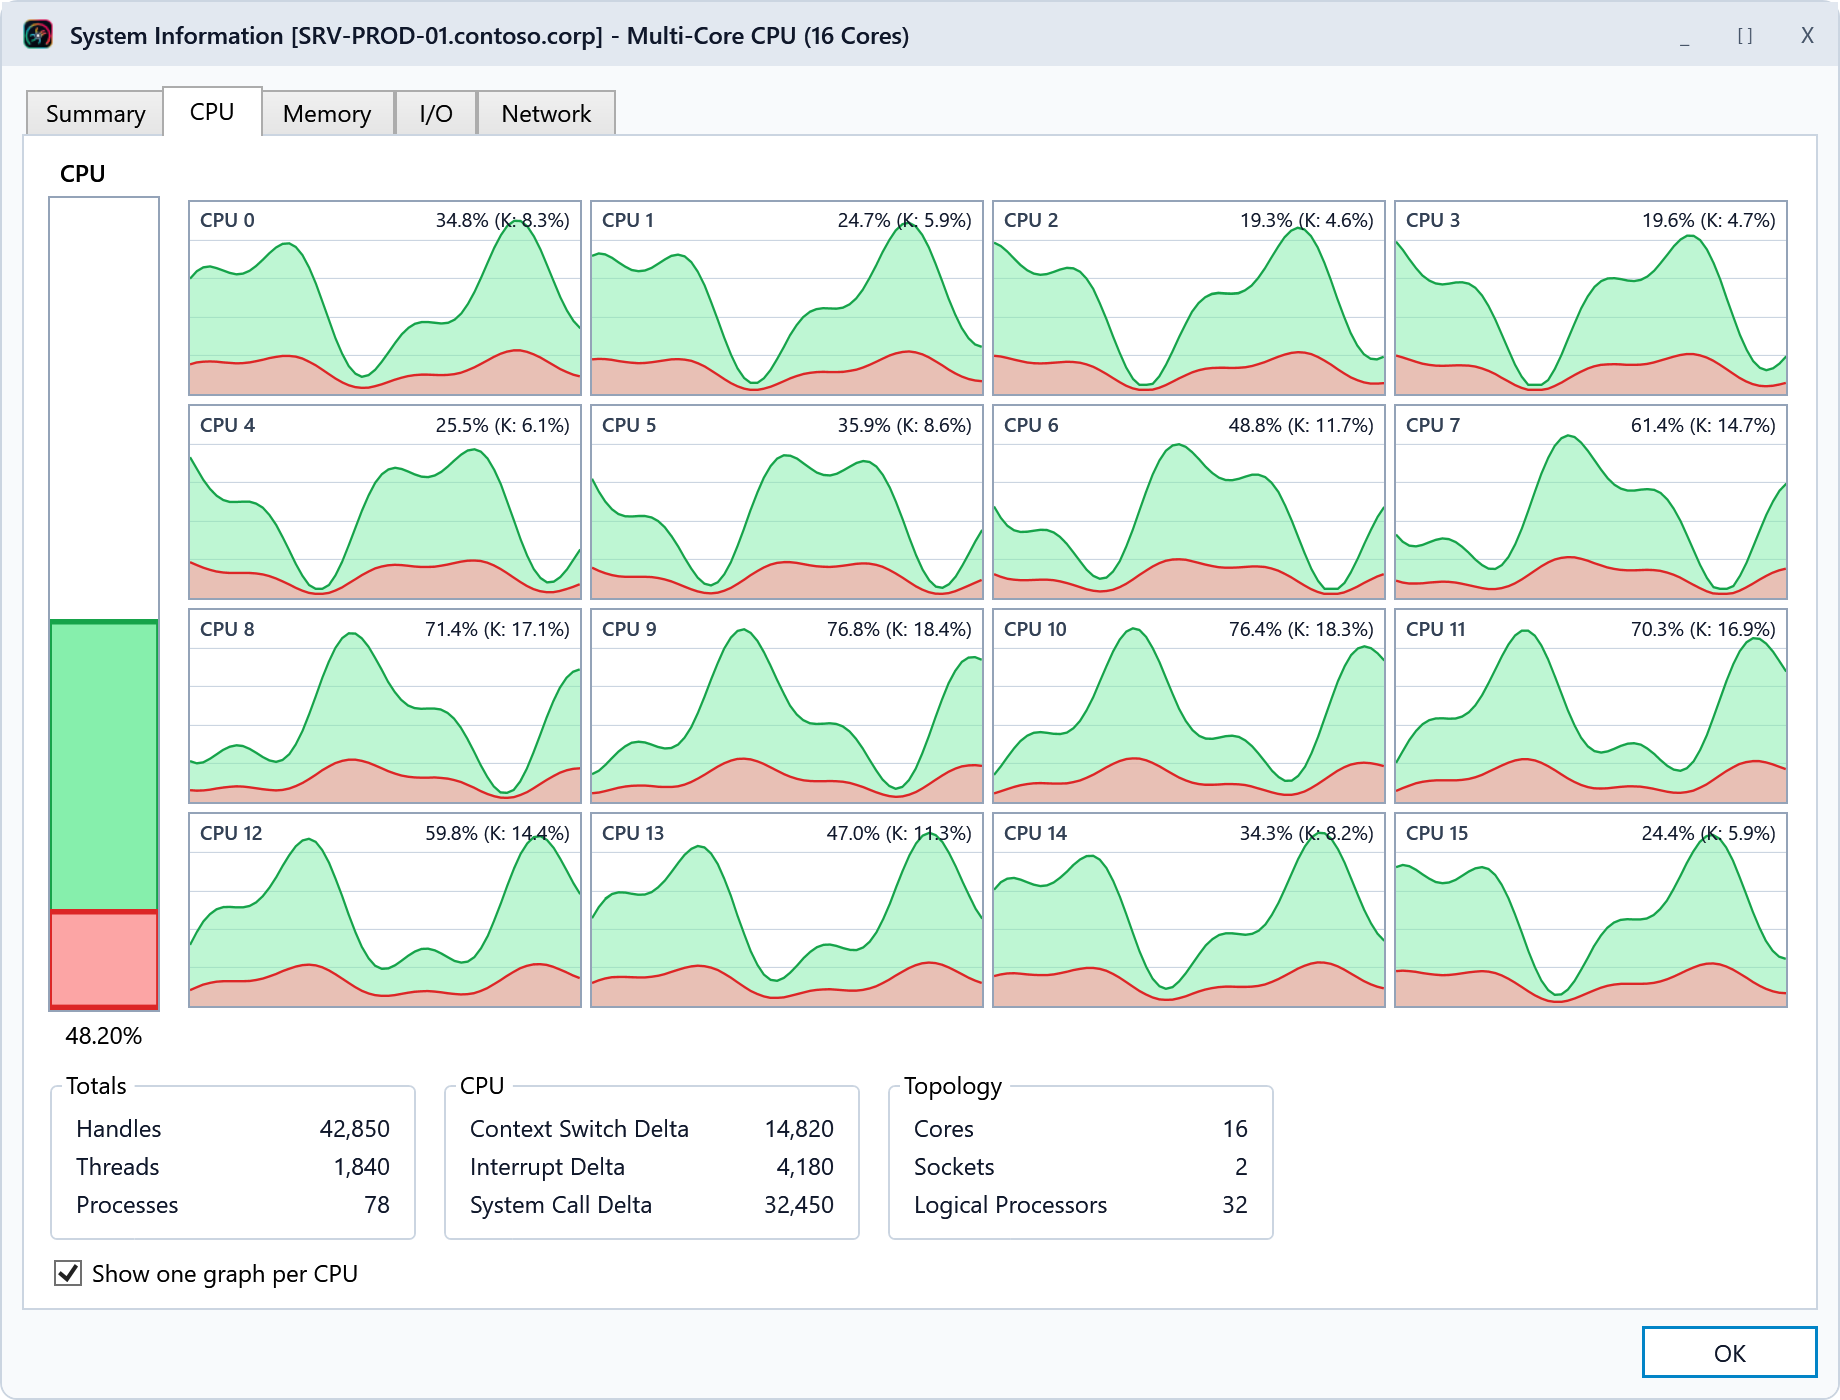 System Information [SRV-PROD-01.contoso.corp] - Multi-Core CPU (16 Cores)
_ [ ] X
Summary CPU Memory I/O Network
CPU
CPU 0 34.8% (K: 8.3%)
CPU 1 24.7% (K: 5.9%)
CPU 2 19.3% (K: 4.6%)
CPU 3 19.6% (K: 4.7%)
CPU 4 25.5% (K: 6.1%)
CPU 5 35.9% (K: 8.6%)
CPU 6 48.8% (K: 11.7%)
CPU 7 61.4% (K: 14.7%)
CPU 8 71.4% (K: 17.1%)
CPU 9 76.8% (K: 18.4%)
CPU 10 76.4% (K: 18.3%)
CPU 11 70.3% (K: 16.9%)
CPU 12 59.8% (K: 14.4%)
CPU 13 47.0% (K: 11.3%)
CPU 14 34.3% (K: 8.2%)
CPU 15 24.4% (K: 5.9%)
48.20%
Totals
Handles 42,850
Threads 1,840
Processes 78
CPU
Context Switch Delta 14,820
Interrupt Delta 4,180
System Call Delta 32,450
Topology
Cores 16
Sockets 2
Logical Processors 32
Show one graph per CPU
OK